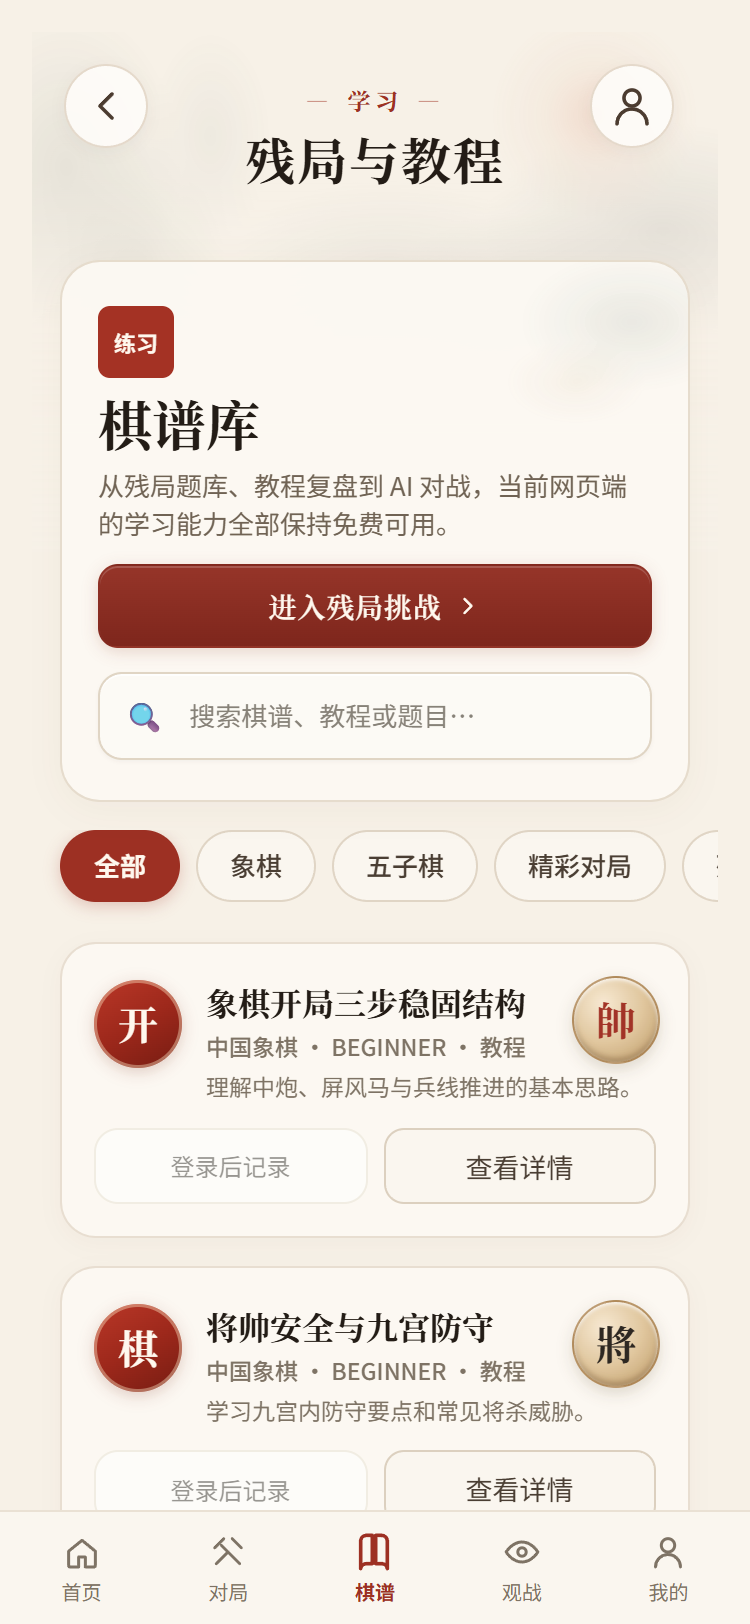 — 学习 —
残局与教程
练习
棋谱库
从残局题库、教程复盘到 AI 对战，当前网页端
的学习能力全部保持免费可用。
进入残局挑战
搜索棋谱、教程或题目…
全部
象棋
五子棋
精彩对局
开
象棋开局三步稳固结构
帥
中国象棋 • BEGINNER • 教程
理解中炮、屏风马与兵线推进的基本思路。
登录后记录
查看详情
棋
将帅安全与九宫防守
將
中国象棋 • BEGINNER • 教程
学习九宫内防守要点和常见将杀威胁。
登录后记录
查看详情
首页
对局
棋谱
观战
我的